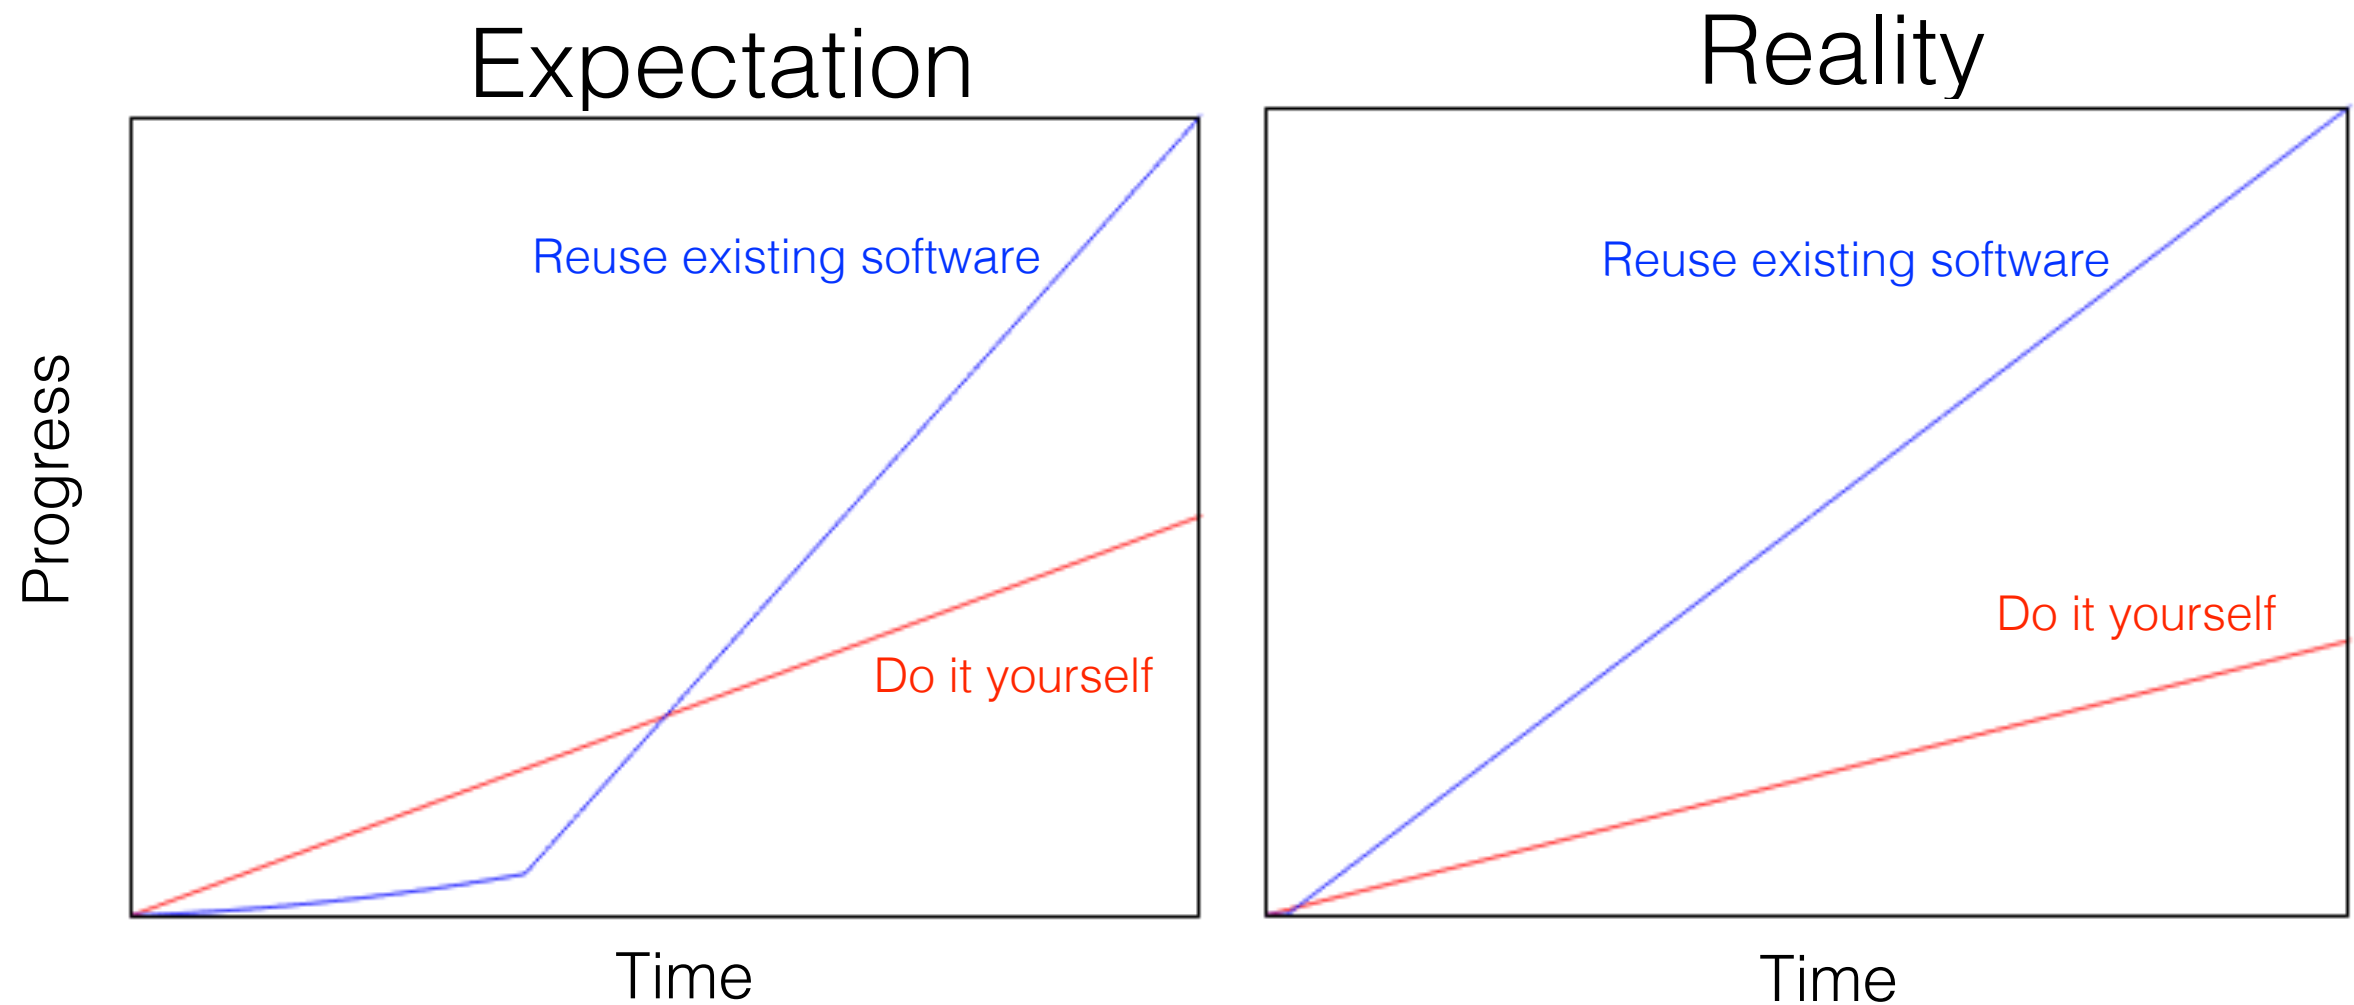 Expectation
Reuse existing software
Do it yourself
Progress
Time
Reality
Reuse existing software
Do it yourself
Time